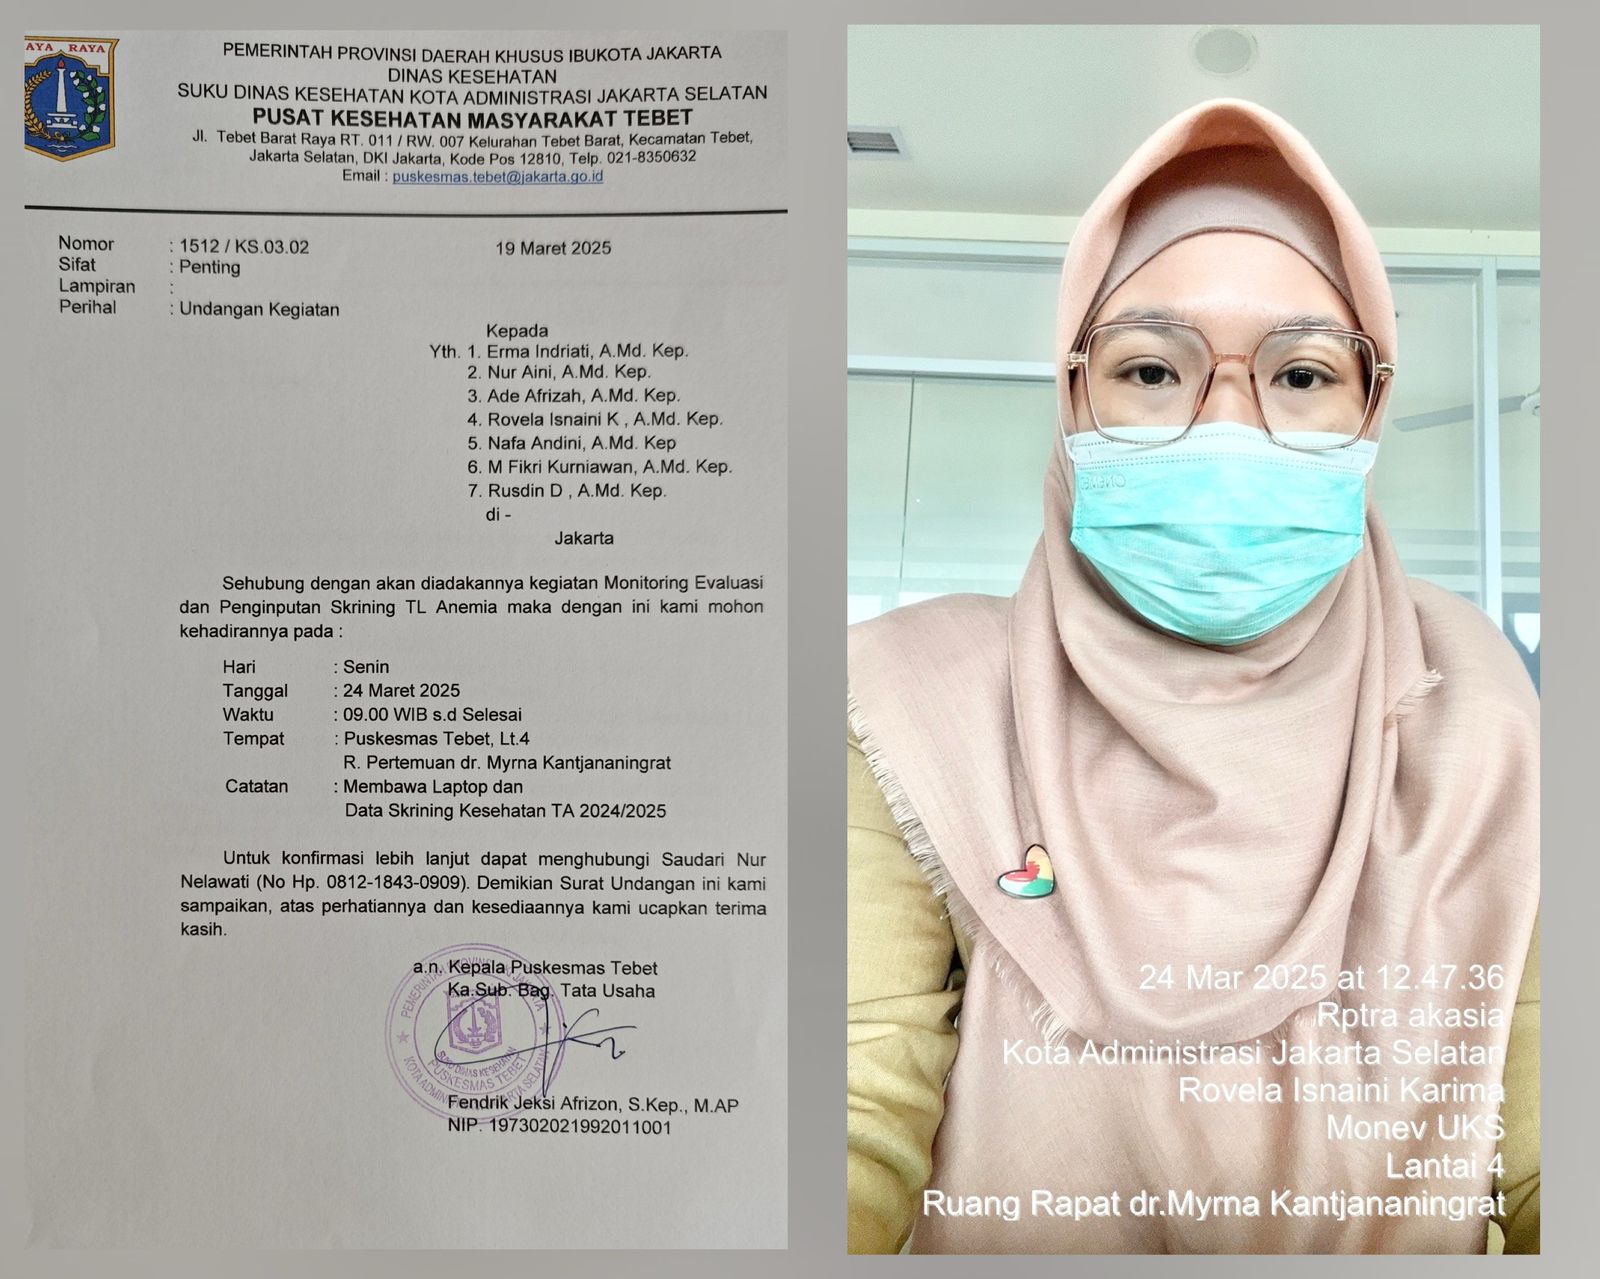 AYA RAYA
PEMERINTAH PROVINSI DAERAH KHUSUS IBUKOTA JAKARTA
DINAS KESEHATAN
SUKU DINAS KESEHATAN KOTA ADMINISTRASI JAKARTA SELATAN
PUSAT KESEHATAN MASYARAKAT TEBET
Jl. Tebet Barat Raya RT. 011 / RW. 007 Kelurahan Tebet Barat, Kecamatan Tebet,
Jakarta Selatan, DKI Jakarta, Kode Pos 12810, Telp. 021-8350632
Email : puskesmas.tebet@jakarta.go.id
Nomor : 1512 / KS.03.02 19 Maret 2025
Sifat : Penting
Lampiran :
Perihal : Undangan Kegiatan
Kepada
Yth. 1. Erma Indriati, A.Md. Kep.
2. Nur Aini, A.Md. Kep.
3. Ade Afrizah, A.Md. Kep.
4. Rovela Isnaini K , A.Md. Kep.
5. Nafa Andini, A.Md. Kep
6. M Fikri Kurniawan, A.Md. Kep.
7. Rusdin D , A.Md. Kep.
di -
Jakarta
Sehubung dengan akan diadakannya kegiatan Monitoring Evaluasi
dan Penginputan Skrining TL Anemia maka dengan ini kami mohon
kehadirannya pada :
Hari : Senin
Tanggal : 24 Maret 2025
Waktu : 09.00 WIB s.d Selesai
Tempat : Puskesmas Tebet, Lt.4
R. Pertemuan dr. Myrna Kantjananingrat
Catatan : Membawa Laptop dan
Data Skrining Kesehatan TA 2024/2025
Untuk konfirmasi lebih lanjut dapat menghubungi Saudari Nur
Nelawati (No Hp. 0812-1843-0909). Demikian Surat Undangan ini kami
sampaikan, atas perhatiannya dan kesediaannya kami ucapkan terima
kasih.
a.n. Kepala Puskesmas Tebet
Ka.Sub. Bag. Tata Usaha
SUKU DINAS KESEHATAN
PUSKESMAS TEBET
Fendrik Jeksi Afrizon, S.Kep., M.AP
NIP. 197302021992011001
24 Mar 2025 at 12.47.36
Rptra akasia
Kota Administrasi Jakarta Selatan
Rovela Isnaini Karima
Monev UKS
Lantai 4
Ruang Rapat dr.Myrna Kantjananingrat